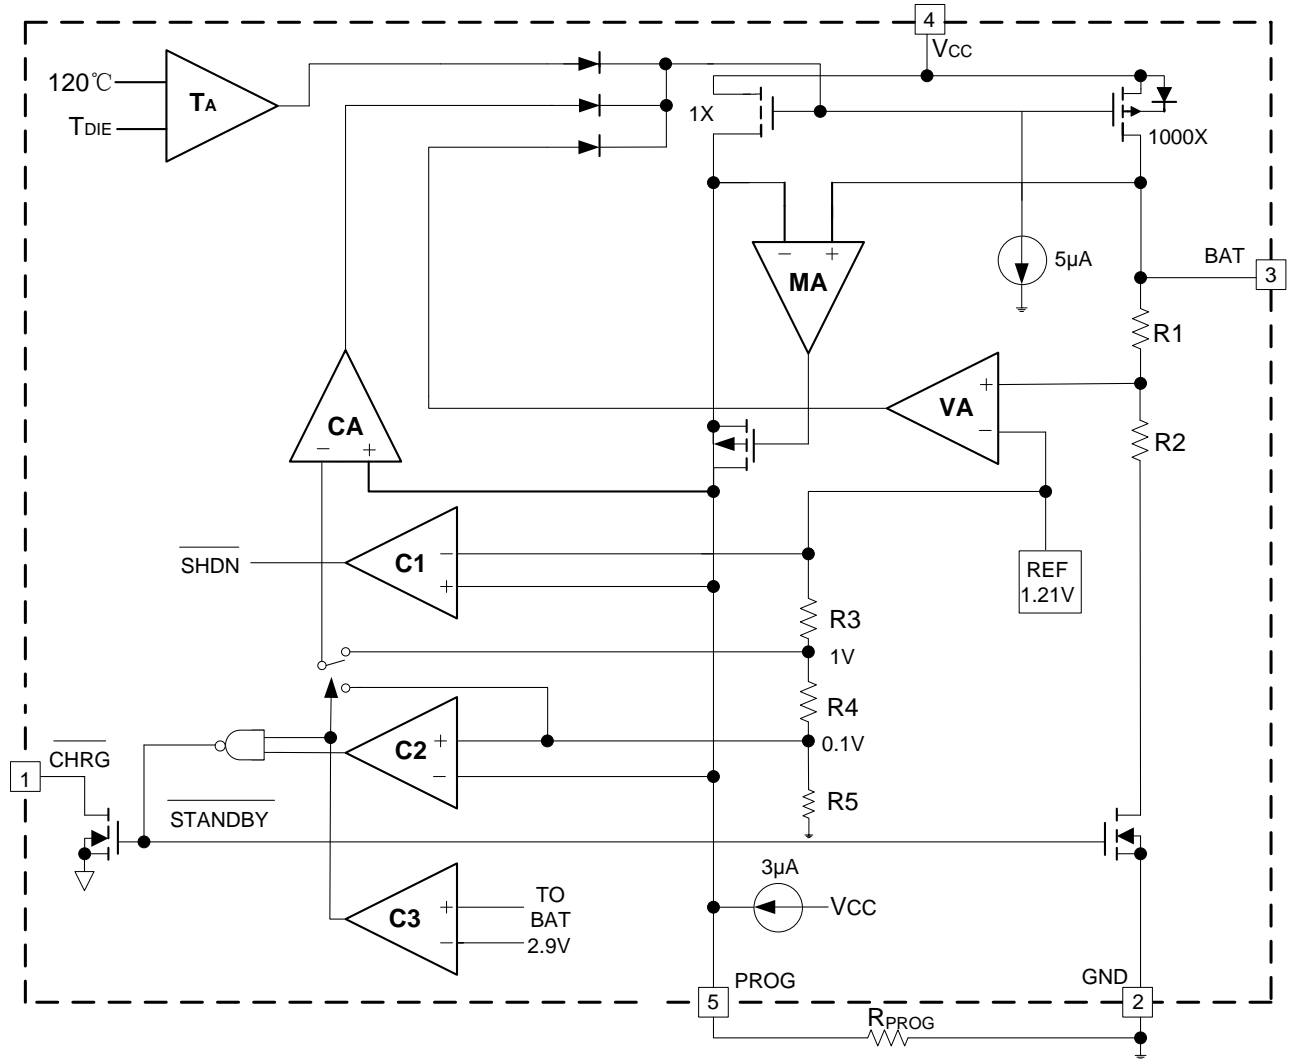 4
VCC
120℃
TA
TDIE
1X
1000X
− +
MA
5μA
BAT
3
R1
+
VA
−
R2
CA
− +
SHDN
−
C1
+
REF
1.21V
R3
1V
R4
0.1V
R5
CHRG
1
+
C2
−
STANDBY
3μA
VCC
+
C3
−
TO
BAT
2.9V
PROG
5
GND
2
RPROG